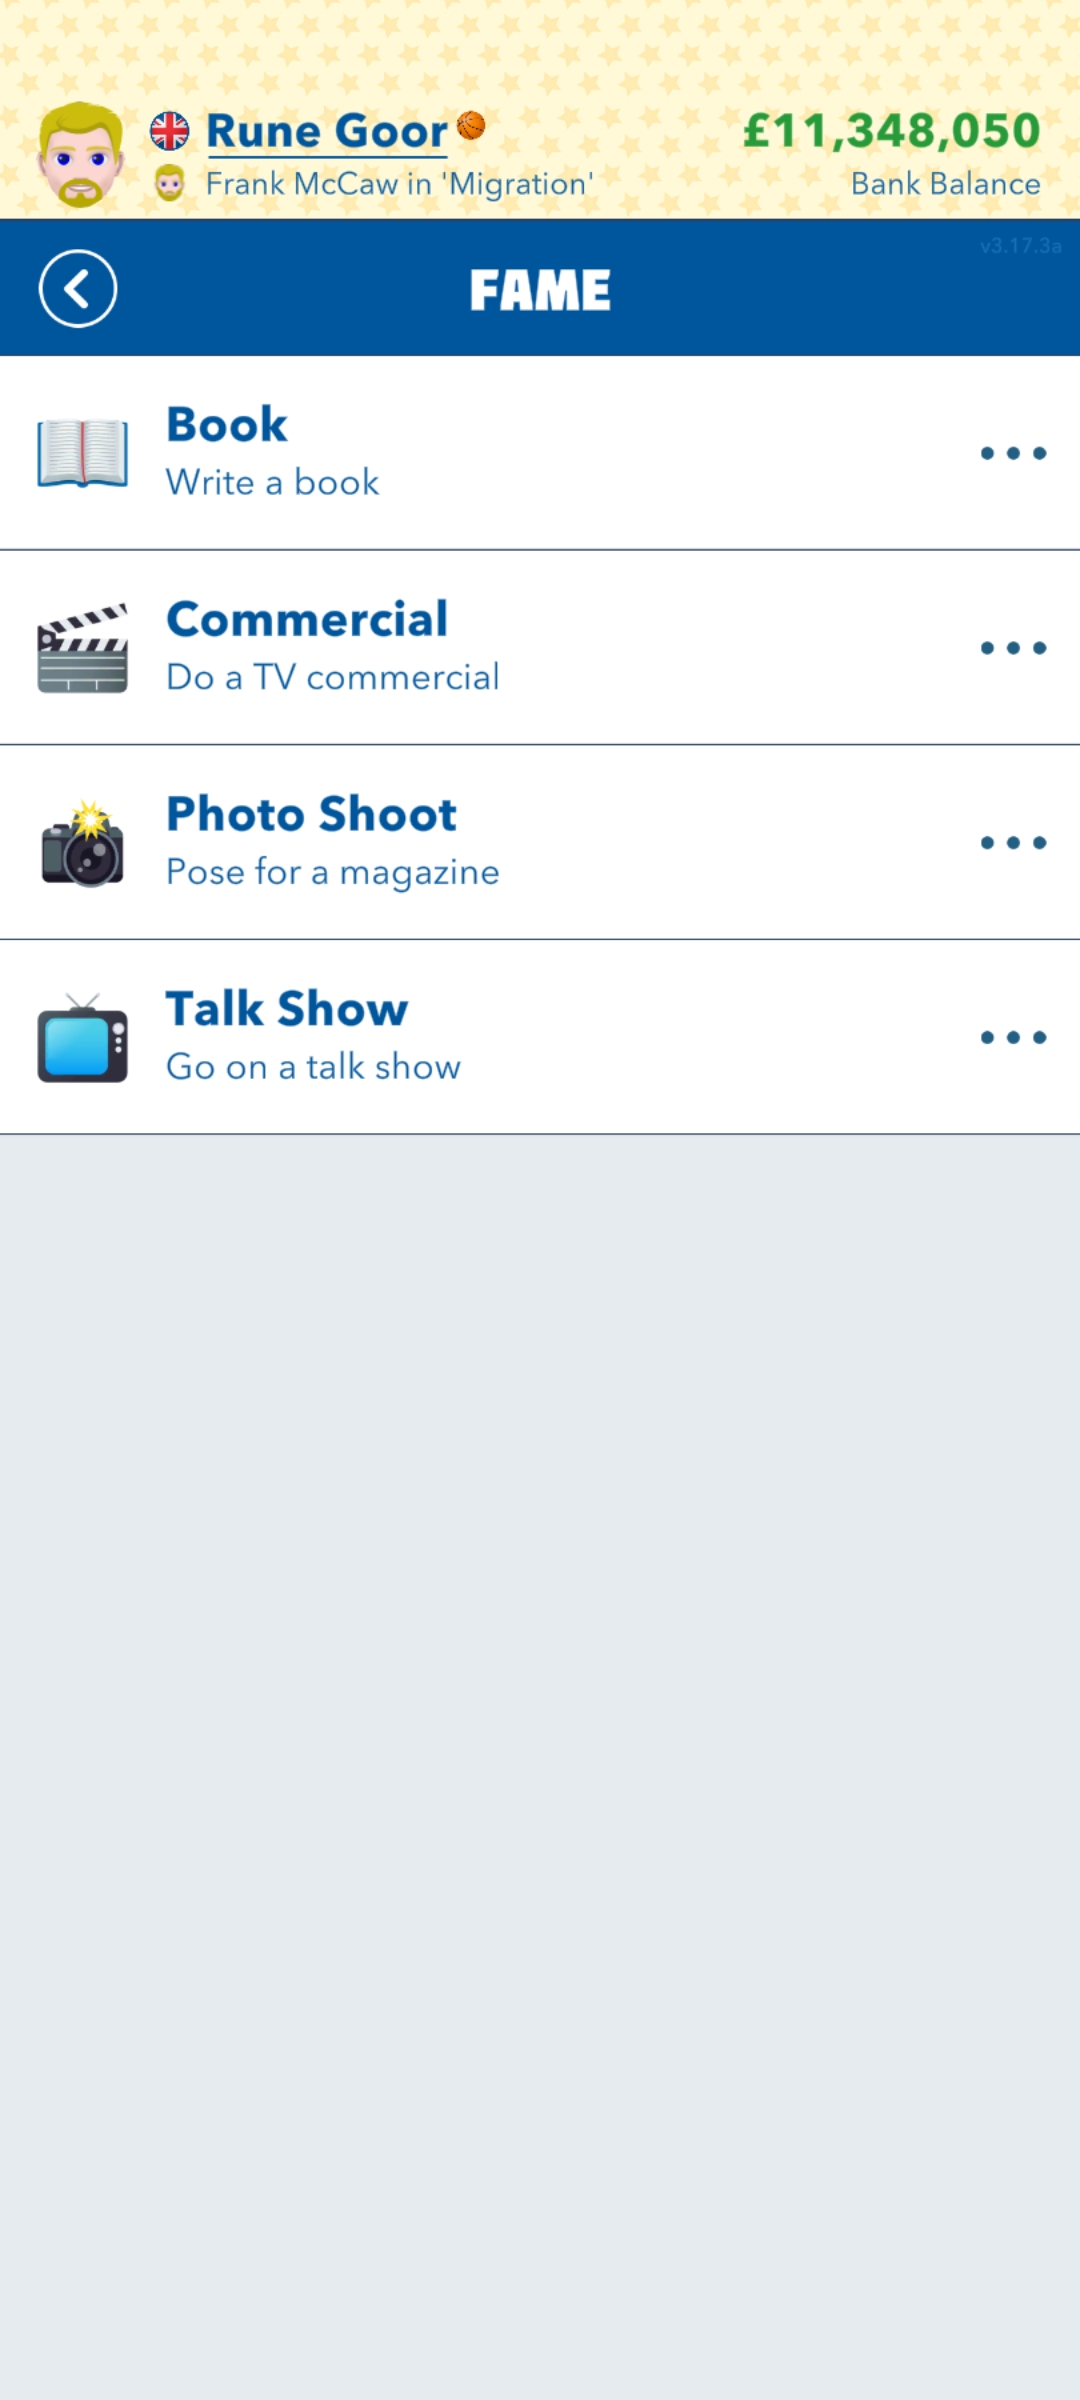 Rune Goor
£11,348,050
Frank McCaw in 'Migration'
Bank Balance
v3.17.3a
FAME
Book
Write a book
Commercial
Do a TV commercial
Photo Shoot
Pose for a magazine
Talk Show
Go on a talk show